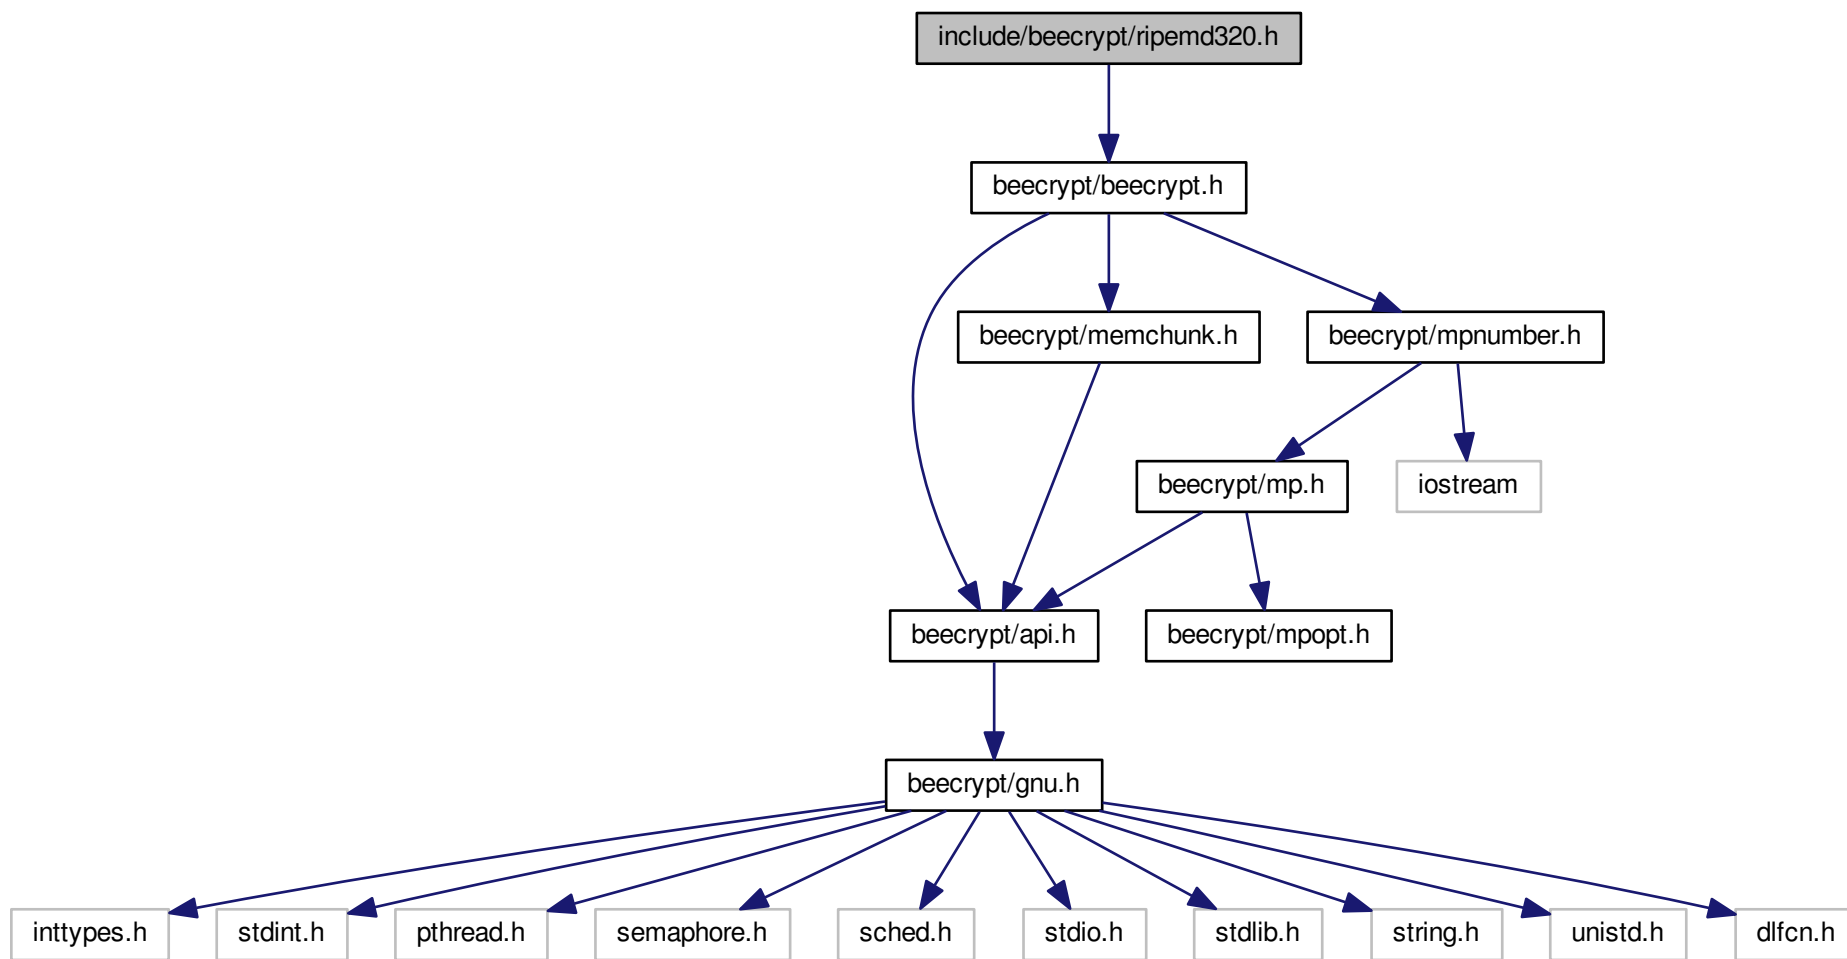 include/beecrypt/ripemd320.h
beecrypt/beecrypt.h
beecrypt/memchunk.h
beecrypt/mpnumber.h
beecrypt/mp.h
iostream
beecrypt/api.h
beecrypt/mpopt.h
beecrypt/gnu.h
inttypes.h
stdint.h
pthread.h
semaphore.h
sched.h
stdio.h
stdlib.h
string.h
unistd.h
dlfcn.h